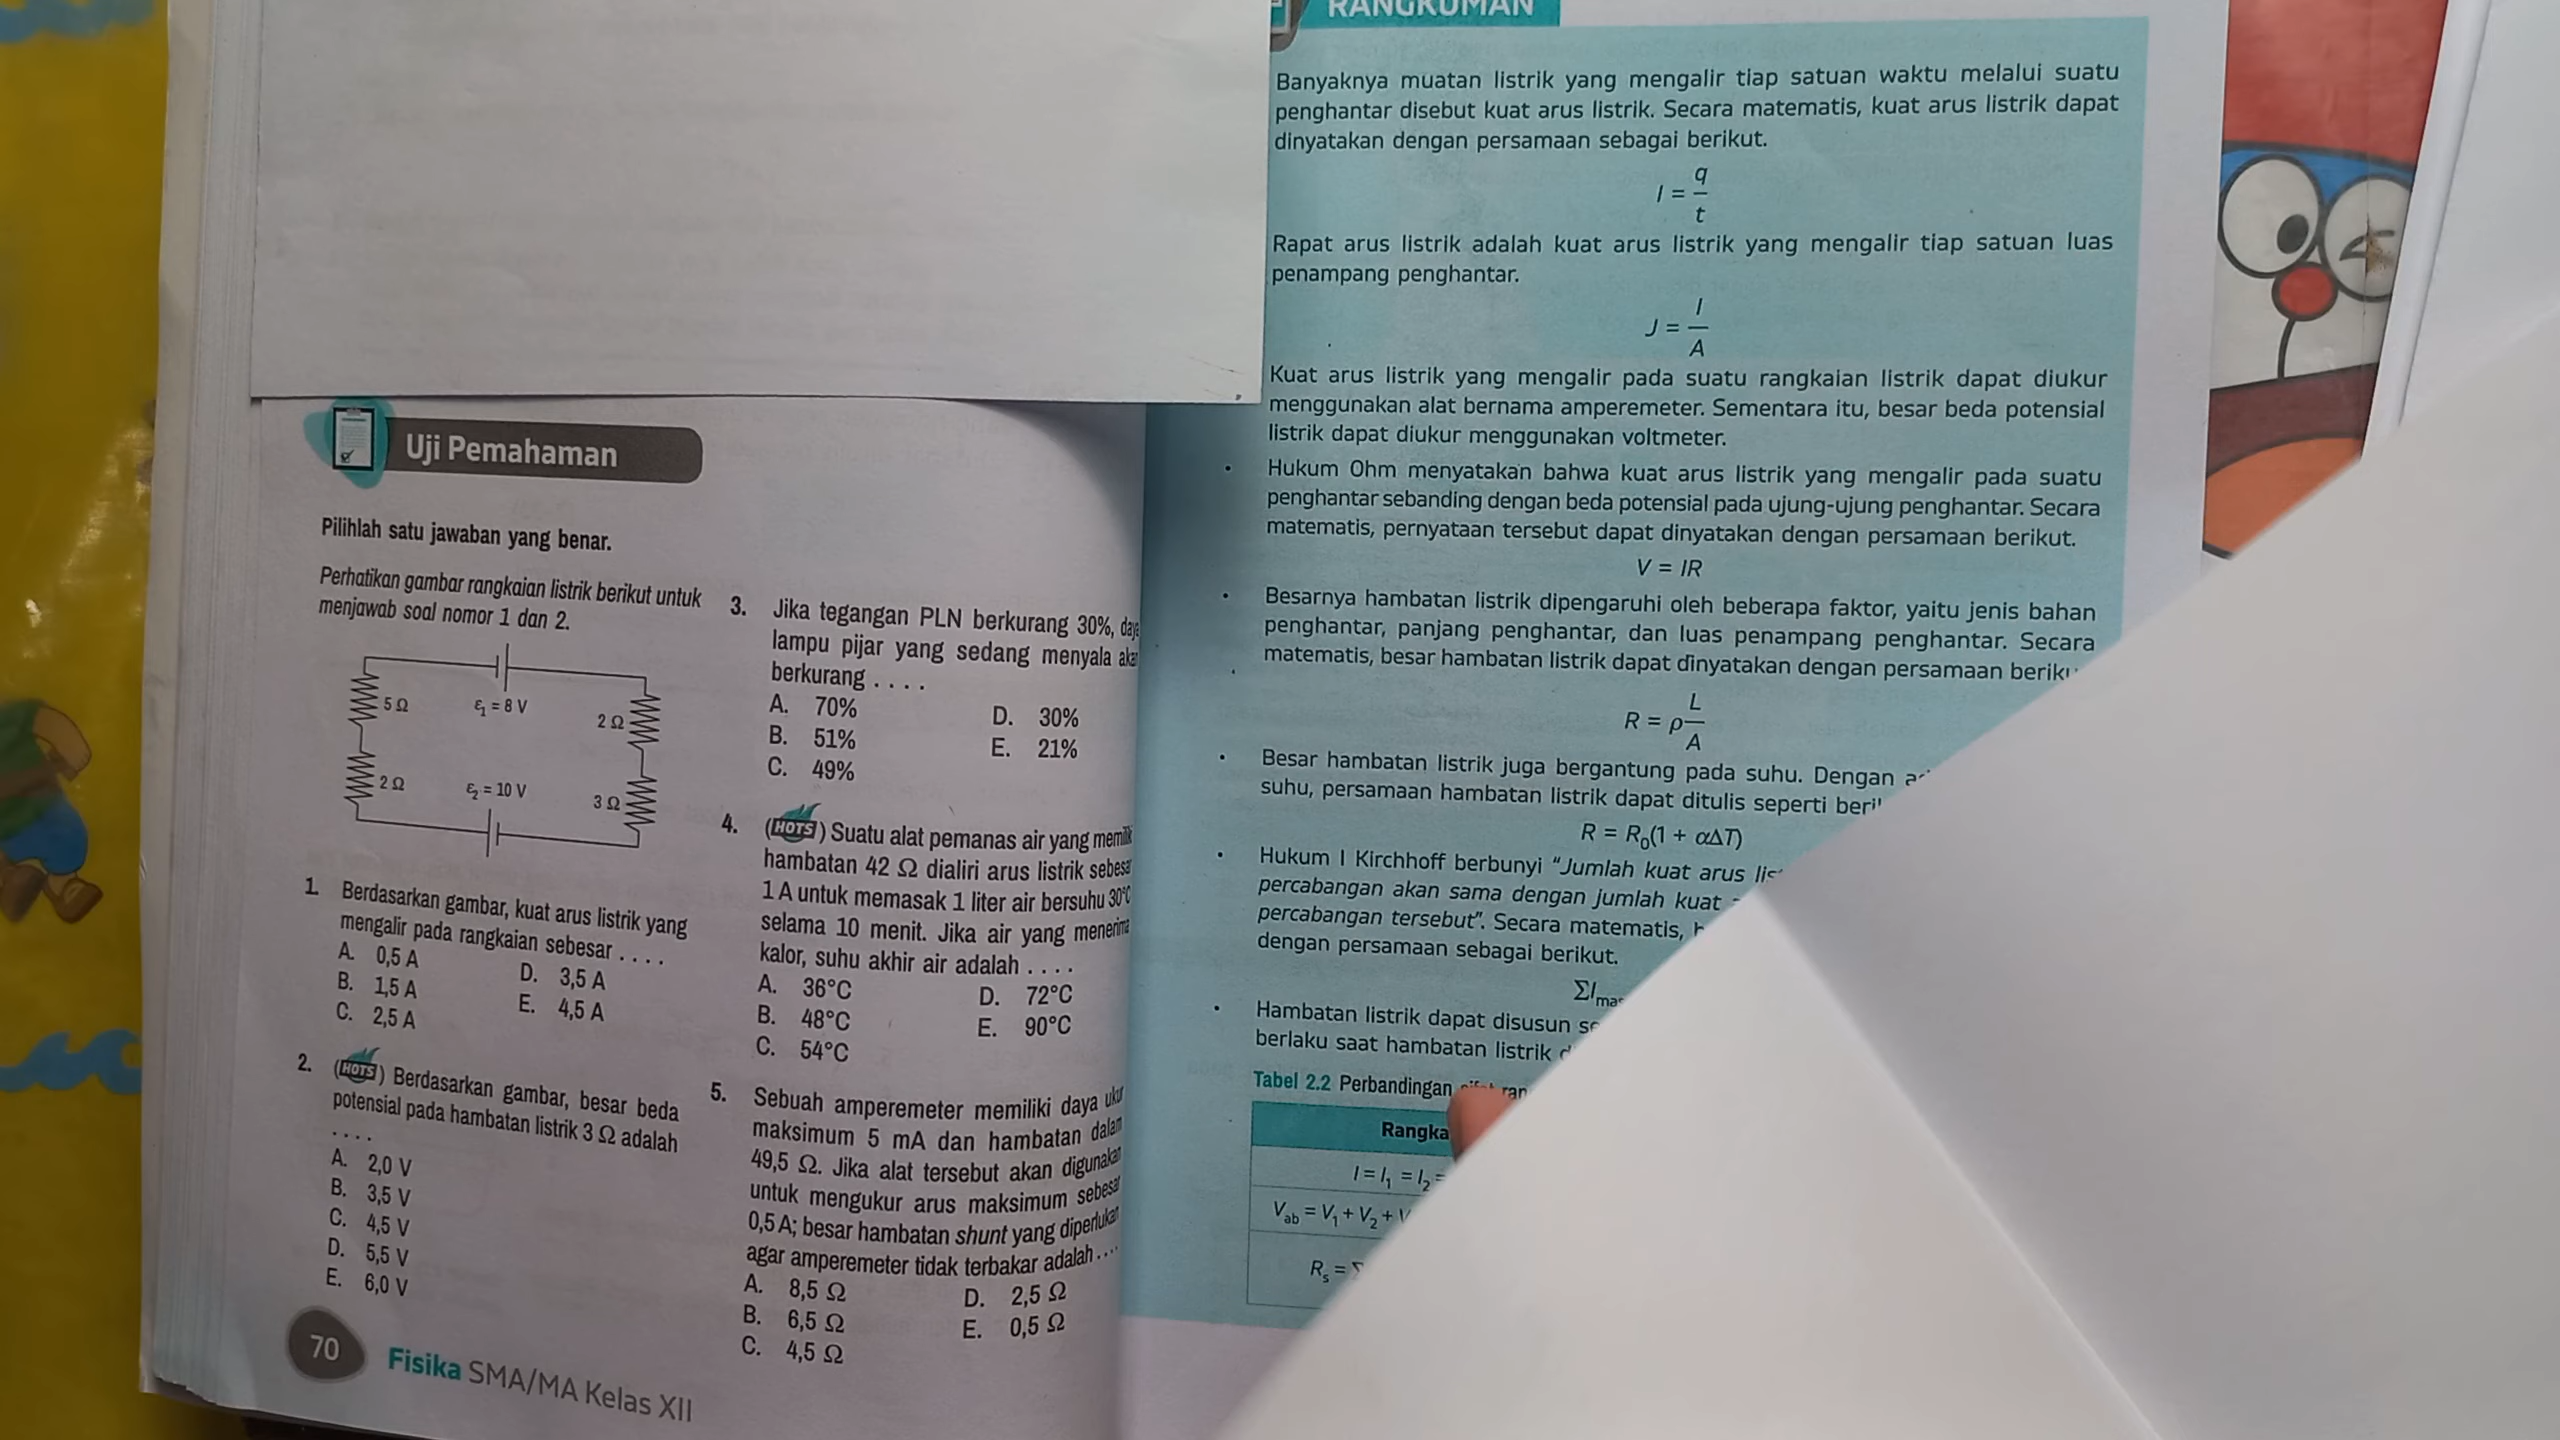 Uji Pemahaman
Pilihlah satu jawaban yang benar.
Perhatikan gambar rangkaian listrik berikut untuk
menjawab soal nomor 1 dan 2.
5 Ω
ε₁ = 8 V
2 Ω
2 Ω
ε₂ = 10 V
3 Ω
1. Berdasarkan gambar, kuat arus listrik yang
mengalir pada rangkaian sebesar . . . .
A. 0,5 A
B. 1,5 A
C. 2,5 A
D. 3,5 A
E. 4,5 A
2. (HOTS) Berdasarkan gambar, besar beda
potensial pada hambatan listrik 3 Ω adalah
. . . .
A. 2,0 V
B. 3,5 V
C. 4,5 V
D. 5,5 V
E. 6,0 V
70
Fisika SMA/MA Kelas XII
3. Jika tegangan PLN berkurang 30%,
lampu pijar yang sedang menyala
berkurang . . . .
A. 70%
B. 51%
C. 49%
D. 30%
E. 21%
4. (HOTS) Suatu alat pemanas air yang
hambatan 42 Ω dialiri arus listrik
1 A untuk memasak 1 liter air bersuhu 30°C
selama 10 menit. Jika air yang
kalor, suhu akhir air adalah . . . .
A. 36°C
B. 48°C
C. 54°C
D. 72°C
E. 90°C
5. Sebuah amperemeter memiliki daya
maksimum 5 mA dan hambatan
49,5 Ω. Jika alat tersebut akan
untuk mengukur arus maksimum
0,5 A; besar hambatan shunt yang
agar amperemeter tidak terbakar adalah . . . .
A. 8,5 Ω
B. 6,5 Ω
C. 4,5 Ω
D. 2,5 Ω
E. 0,5 Ω
RANGKUMAN
Banyaknya muatan listrik yang mengalir tiap satuan waktu melalui suatu
penghantar disebut kuat arus listrik. Secara matematis, kuat arus listrik dapat
dinyatakan dengan persamaan sebagai berikut.
I = q/t
Rapat arus listrik adalah kuat arus listrik yang mengalir tiap satuan luas
penampang penghantar.
J = I/A
Kuat arus listrik yang mengalir pada suatu rangkaian listrik dapat diukur
menggunakan alat bernama amperemeter. Sementara itu, besar beda potensial
listrik dapat diukur menggunakan voltmeter.
• Hukum Ohm menyatakan bahwa kuat arus listrik yang mengalir pada suatu
penghantar sebanding dengan beda potensial pada ujung-ujung penghantar. Secara
matematis, pernyataan tersebut dapat dinyatakan dengan persamaan berikut.
V = IR
• Besarnya hambatan listrik dipengaruhi oleh beberapa faktor, yaitu jenis bahan
penghantar, panjang penghantar, dan luas penampang penghantar. Secara
matematis, besar hambatan listrik dapat dinyatakan dengan persamaan
R = ρ L/A
• Besar hambatan listrik juga bergantung pada suhu. Dengan
suhu, persamaan hambatan listrik dapat ditulis seperti
R = R₀(1 + αΔT)
• Hukum I Kirchhoff berbunyi "Jumlah kuat arus
percabangan akan sama dengan jumlah kuat
percabangan tersebut". Secara matematis,
dengan persamaan sebagai berikut.
ΣI
• Hambatan listrik dapat disusun
berlaku saat hambatan listrik
Tabel 2.2 Perbandingan
I = I₁ = I₂ =
Vab = V₁ + V₂ +
Rs =